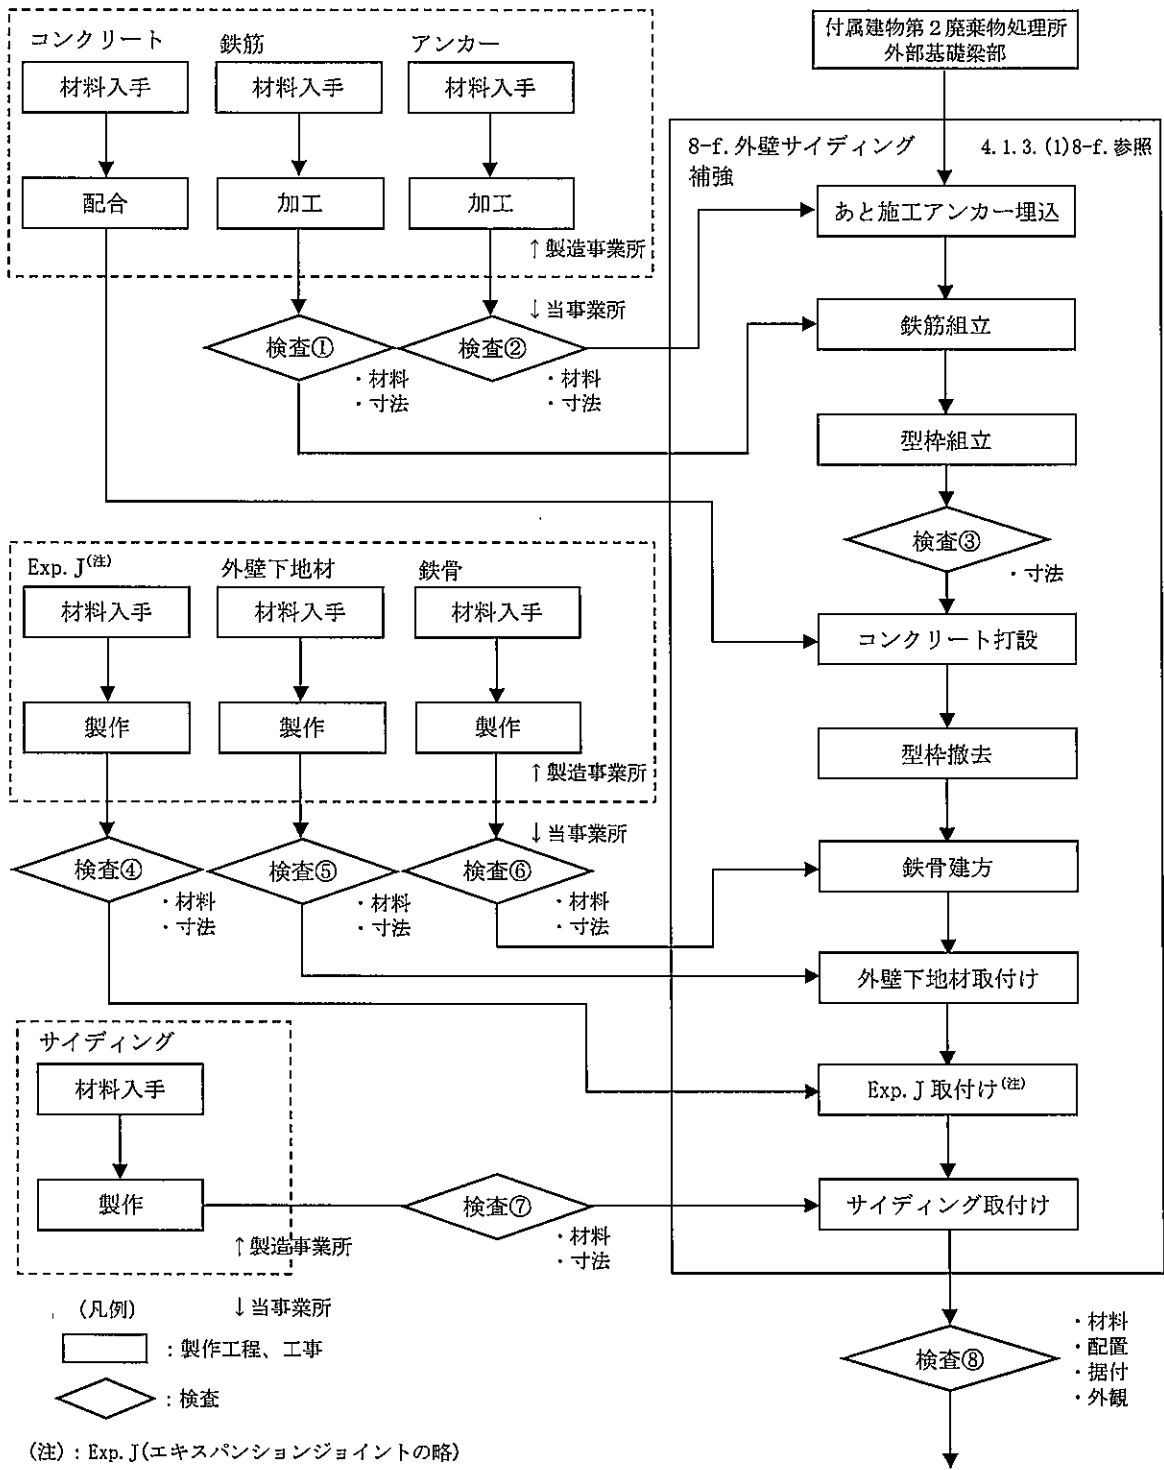 コンクリート
鉄筋
アンカー
材料入手
材料入手
材料入手
配合
加工
加工
↑製造事業所
↓当事業所
検査①
・材料
・寸法
検査②
・材料
・寸法
付属建物第2廃棄物処理所
外部基礎梁部
8-f.外壁サイディング
補強
4.1.3.(1)8-f.参照
あと施工アンカー埋込
鉄筋組立
型枠組立
検査③
・寸法
コンクリート打設
型枠撤去
鉄骨建方
外壁下地材取付け
Exp.J取付け(注)
サイディング取付け
Exp.J(注)
外壁下地材
鉄骨
材料入手
材料入手
材料入手
製作
製作
製作
↑製造事業所
↓当事業所
検査④
・材料
・寸法
検査⑤
・材料
・寸法
検査⑥
・材料
・寸法
サイディング
材料入手
製作
↑製造事業所
↓当事業所
検査⑦
・材料
・寸法
検査⑧
・材料
・配置
・据付
・外観
(凡例)
:製作工程、工事
:検査
(注):Exp.J(エキスパンションジョイントの略)